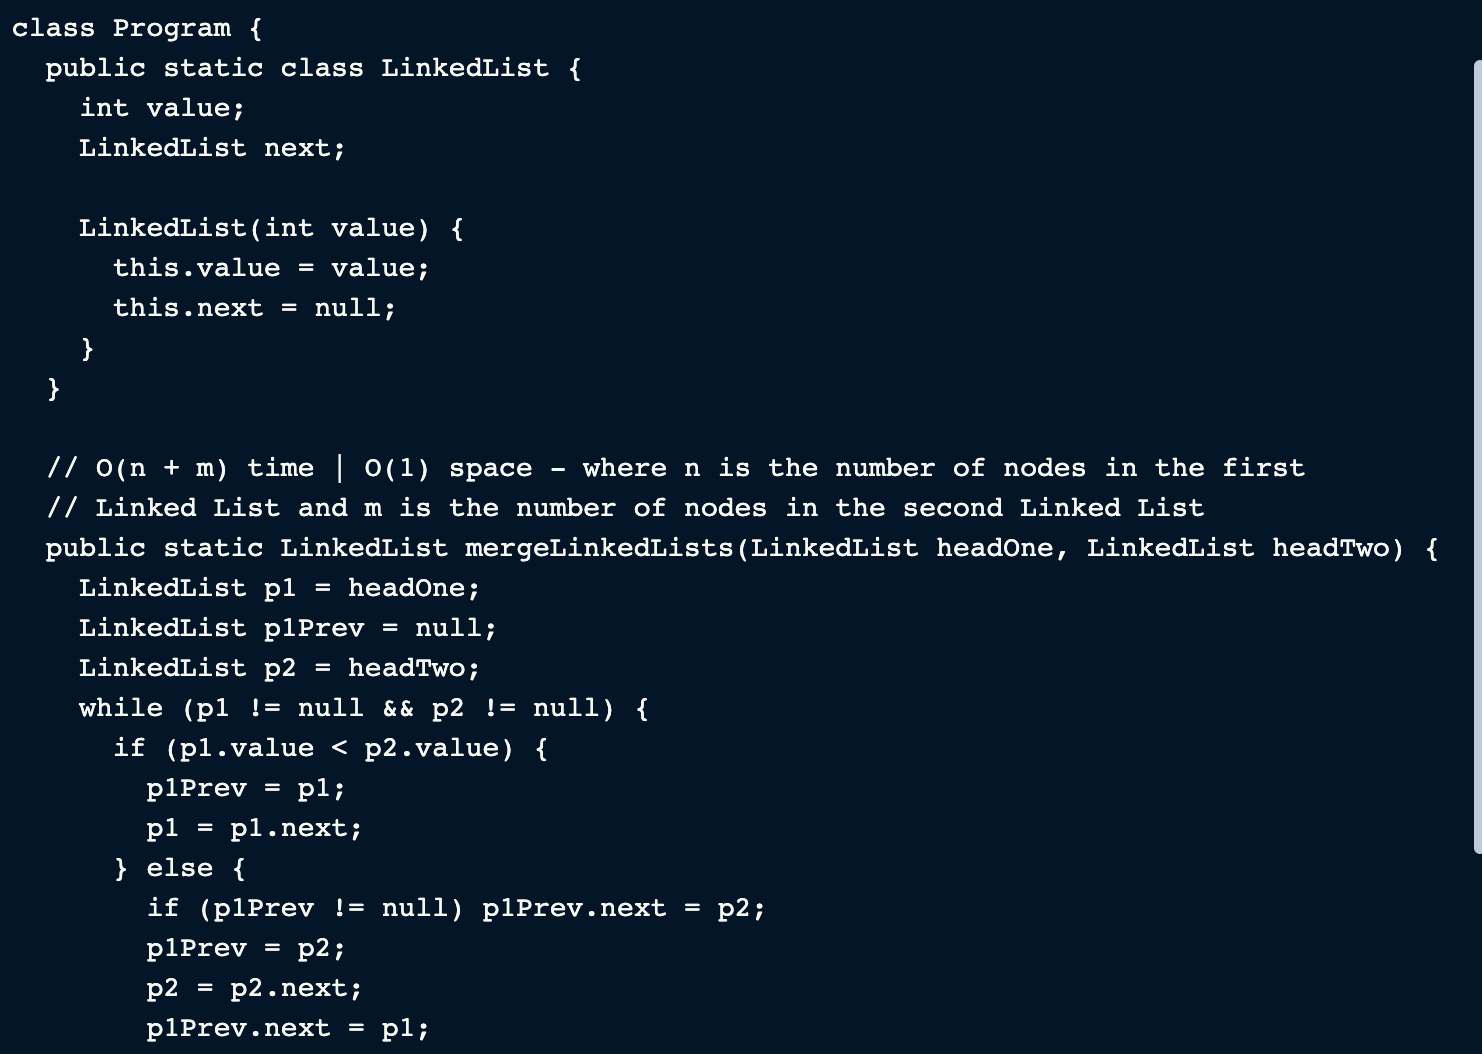 class Program {
  public static class LinkedList {
    int value;
    LinkedList next;

    LinkedList(int value) {
      this.value = value;
      this.next = null;
    }
  }

  // O(n + m) time | O(1) space – where n is the number of nodes in the first
  // Linked List and m is the number of nodes in the second Linked List
  public static LinkedList mergeLinkedLists(LinkedList headOne, LinkedList headTwo) {
    LinkedList p1 = headOne;
    LinkedList p1Prev = null;
    LinkedList p2 = headTwo;
    while (p1 != null && p2 != null) {
      if (p1.value < p2.value) {
        p1Prev = p1;
        p1 = p1.next;
      } else {
        if (p1Prev != null) p1Prev.next = p2;
        p1Prev = p2;
        p2 = p2.next;
        p1Prev.next = p1;